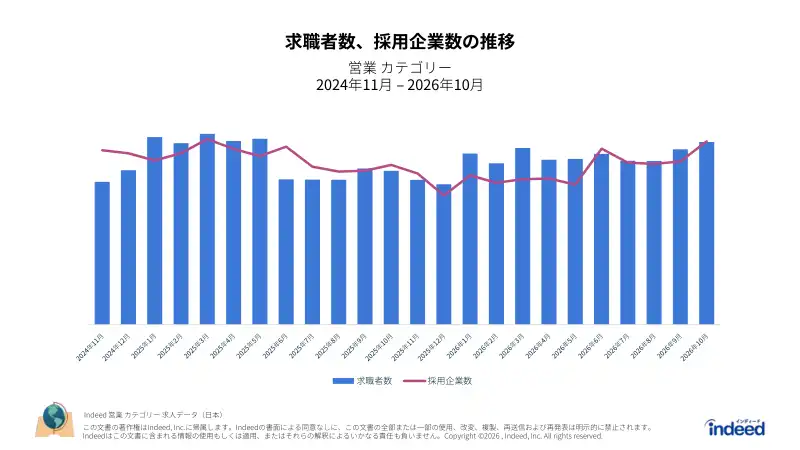 求職者数、採用企業数の推移
営業 カテゴリー
2024年11月 – 2026年10月
2024年11月
2024年12月
2025年1月
2025年2月
2025年3月
2025年4月
2025年5月
2025年6月
2025年7月
2025年8月
2025年9月
2025年10月
2025年11月
2025年12月
2026年1月
2026年2月
2026年3月
2026年4月
2026年5月
2026年6月
2026年7月
2026年8月
2026年9月
2026年10月
求職者数
採用企業数
Indeed 営業 カテゴリー 求人データ（日本）
この文書の著作権はIndeed, Inc.に帰属します。Indeedの書面による同意なしに、この文書の全部または一部の使用、改変、複製、再送信および再発表は明示的に禁止されます。
Indeedはこの文書に含まれる情報の使用もしくは適用、またはそれらの解釈によるいかなる責任も負いません。Copyright ©2026 , Indeed, Inc. All rights reserved.
インディード
indeed